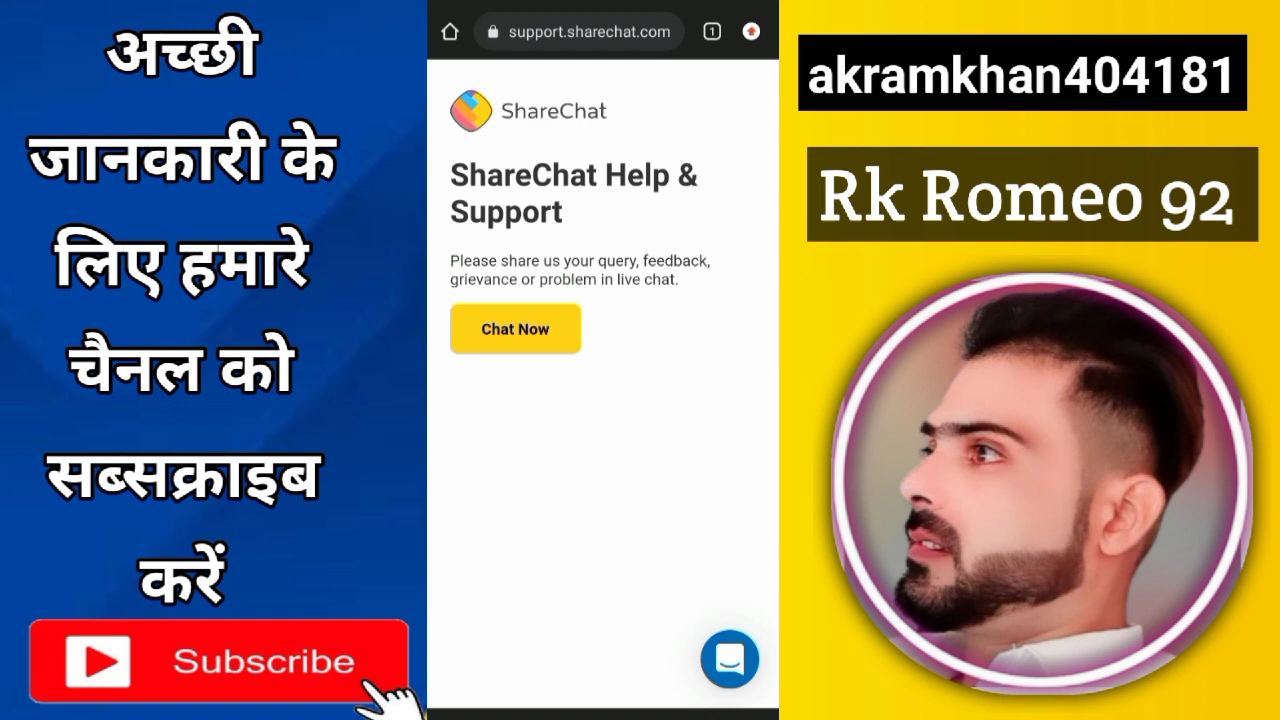 अच्छी
जानकारी के
लिए हमारे
चैनल को
सब्सक्राइब
करें
Subscribe
support.sharechat.com
1
ShareChat
ShareChat Help &
Support
Please share us your query, feedback,
grievance or problem in live chat.
Chat Now
akramkhan404181
Rk Romeo 92